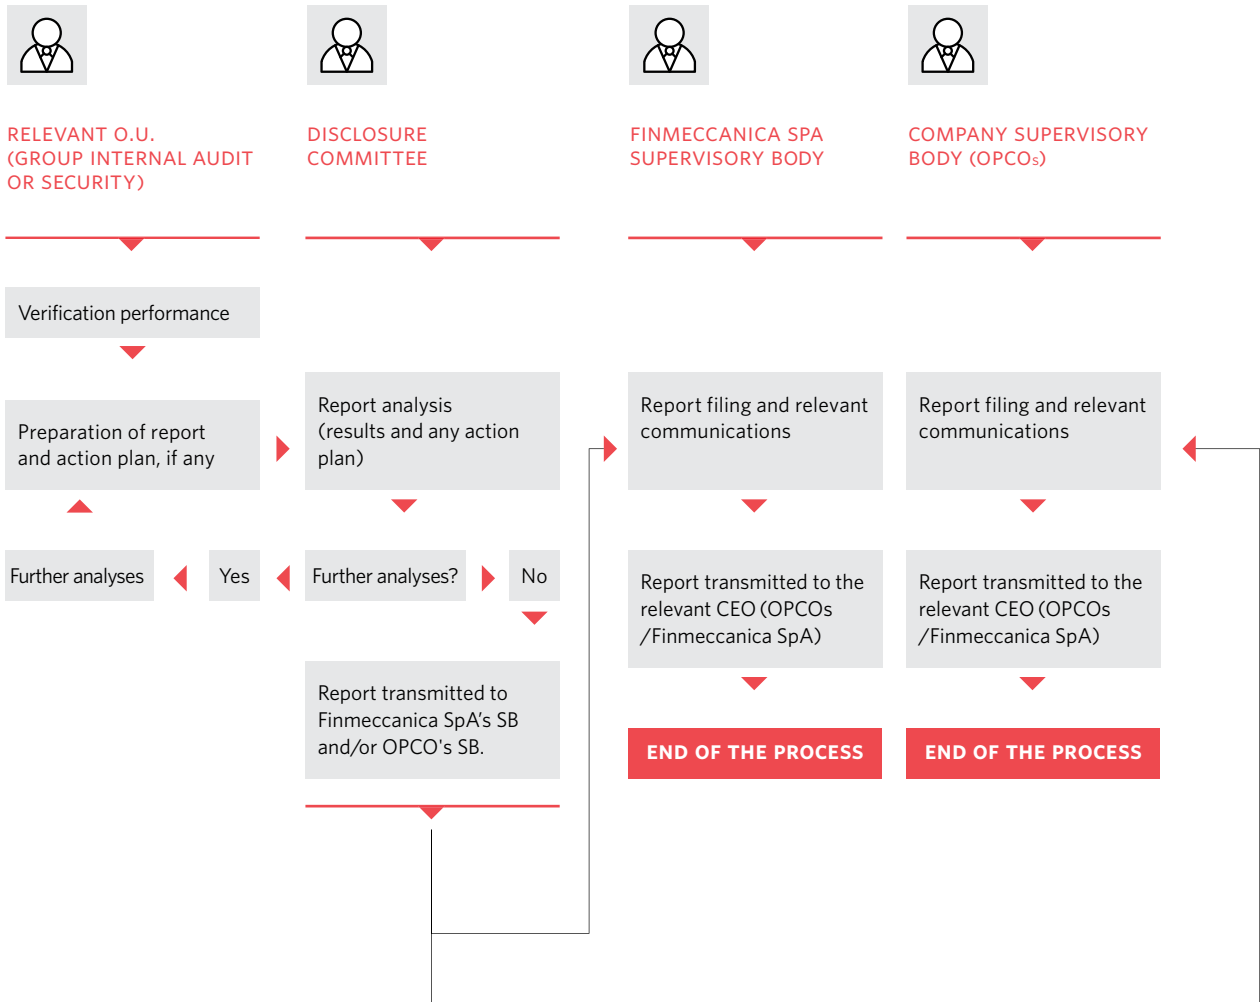 RELEVANT O.U.
(GROUP INTERNAL AUDIT
OR SECURITY)
DISCLOSURE
COMMITTEE
FINMECCANICA SPA
SUPERVISORY BODY
COMPANY SUPERVISORY
BODY (OPCOs)
Verification performance
Preparation of report
and action plan, if any
Report analysis
(results and any action
plan)
Report filing and relevant
communications
Report filing and relevant
communications
Further analyses
Yes
Further analyses?
No
Report transmitted to the
relevant CEO (OPCOs
/Finmeccanica SpA)
Report transmitted to the
relevant CEO (OPCOs
/Finmeccanica SpA)
Report transmitted to
Finmeccanica SpA’s SB
and/or OPCO's SB.
END OF THE PROCESS
END OF THE PROCESS